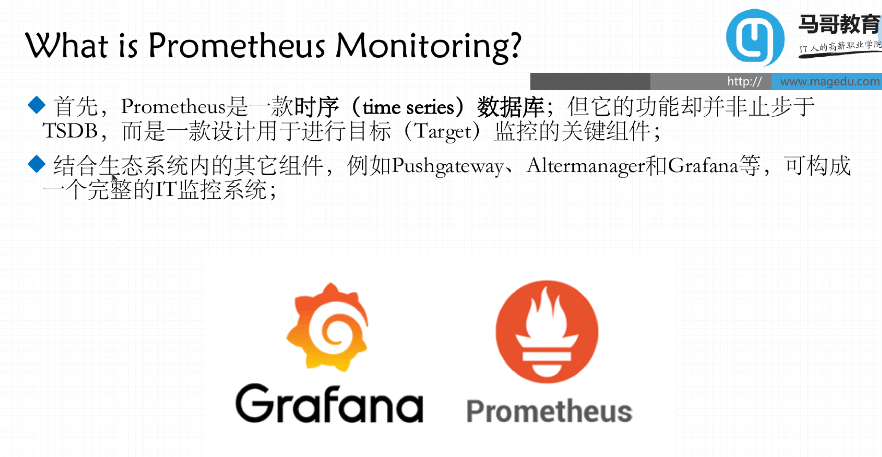 What is Prometheus Monitoring?
马哥教育
IT人的高薪职业学院
http://
www.magedu.com
首先，Prometheus是一款时序（time series）数据库；但它的功能却并非止步于
TSDB，而是一款设计用于进行目标（Target）监控的关键组件；
结合生态系统内的其它组件，例如Pushgateway、Altermanager和Grafana等，可构成
一个完整的IT监控系统；
Grafana
Prometheus